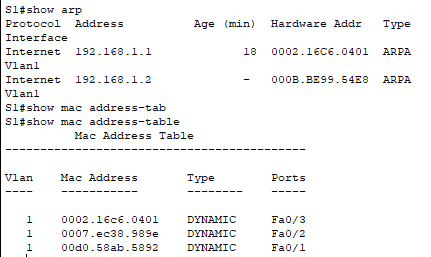 S1#show arp
Protocol  Address          Age (min)  Hardware Addr   Type
Interface
Internet  192.168.1.1             18  0002.16C6.0401  ARPA
Vlan1
Internet  192.168.1.2             -   000B.BE99.54E8  ARPA
Vlan1
S1#show mac address-tab
S1#show mac address-table
          Mac Address Table
-------------------------------------------
Vlan    Mac Address       Type        Ports
----    -----------       --------    -----
   1    0002.16c6.0401    DYNAMIC     Fa0/3
   1    0007.ec38.989e    DYNAMIC     Fa0/2
   1    00d0.58ab.5892    DYNAMIC     Fa0/1